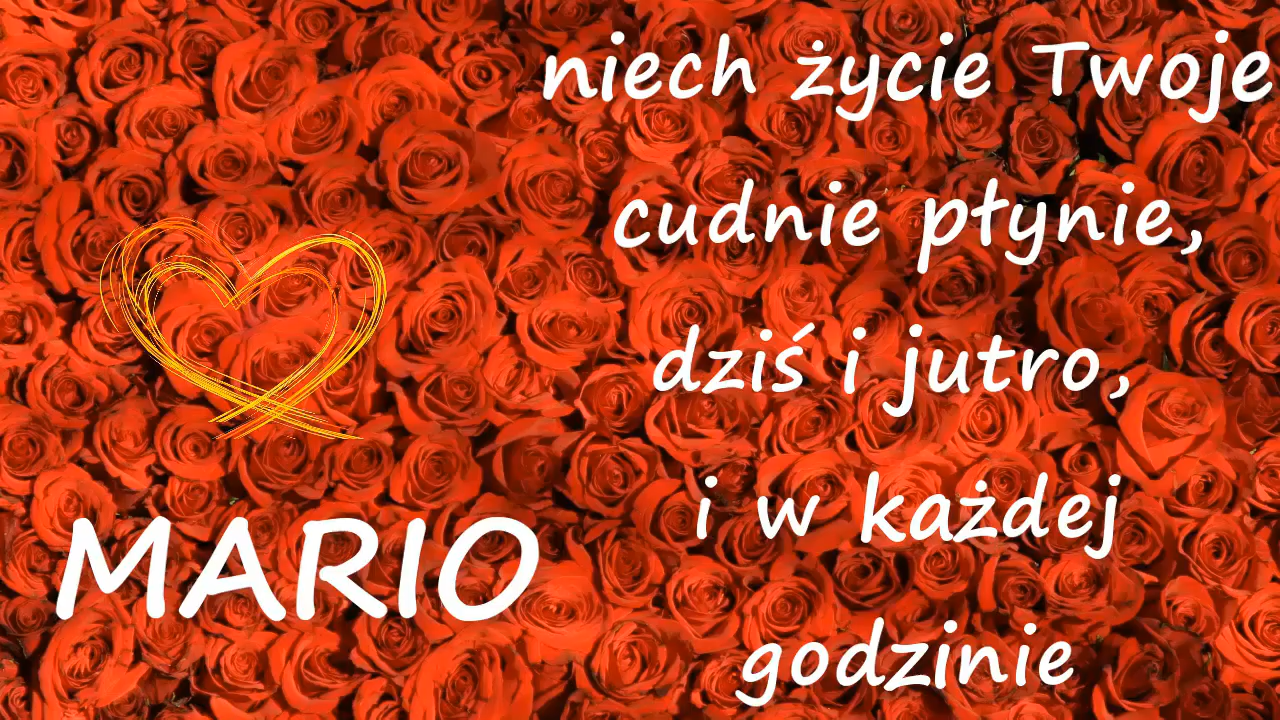 niech życie Twoje
cudnie płynie,
dziś i jutro,
i w każdej
godzinie
MARIO